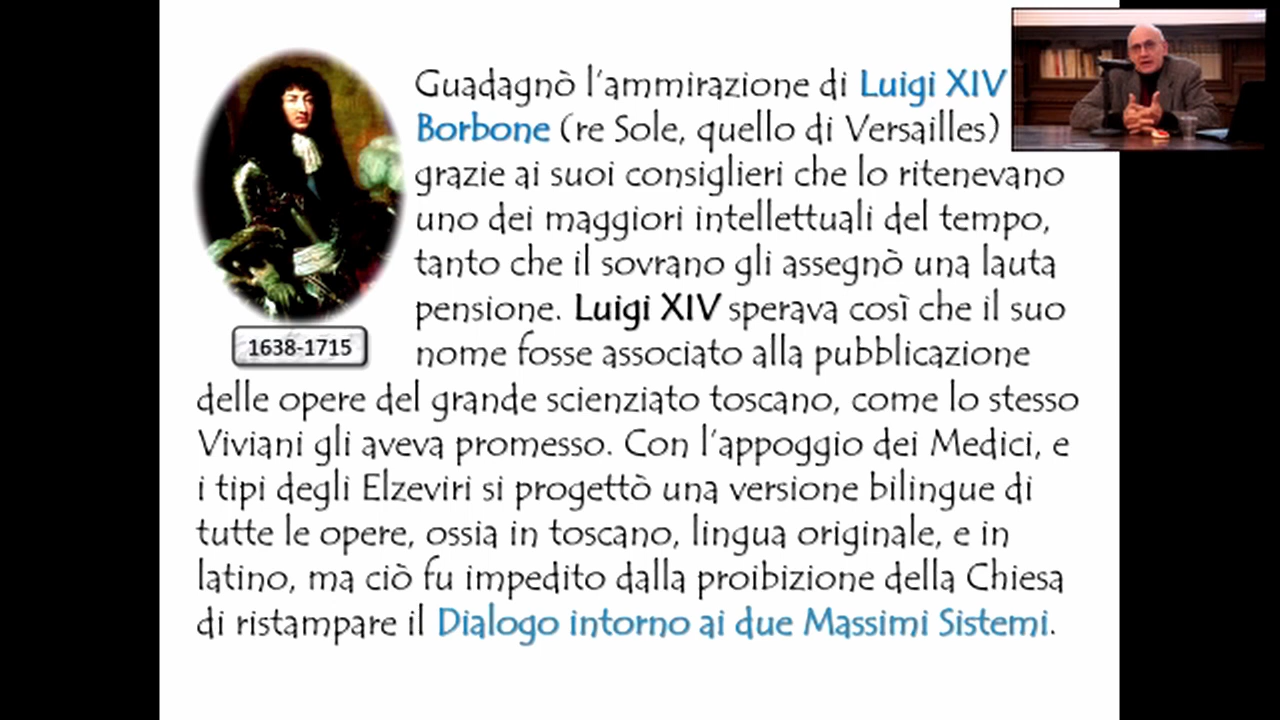 Guadagnò l'ammirazione di Luigi XIV
Borbone (re Sole, quello di Versailles)
grazie ai suoi consiglieri che lo ritenevano
uno dei maggiori intellettuali del tempo,
tanto che il sovrano gli assegnò una lauta
pensione. Luigi XIV sperava così che il suo
nome fosse associato alla pubblicazione
1638-1715
delle opere del grande scienziato toscano, come lo stesso
Viviani gli aveva promesso. Con l'appoggio dei Medici, e
i tipi degli Elzeviri si progettò una versione bilingue di
tutte le opere, ossia in toscano, lingua originale, e in
latino, ma ciò fu impedito dalla proibizione della Chiesa
di ristampare il Dialogo intorno ai due Massimi Sistemi.